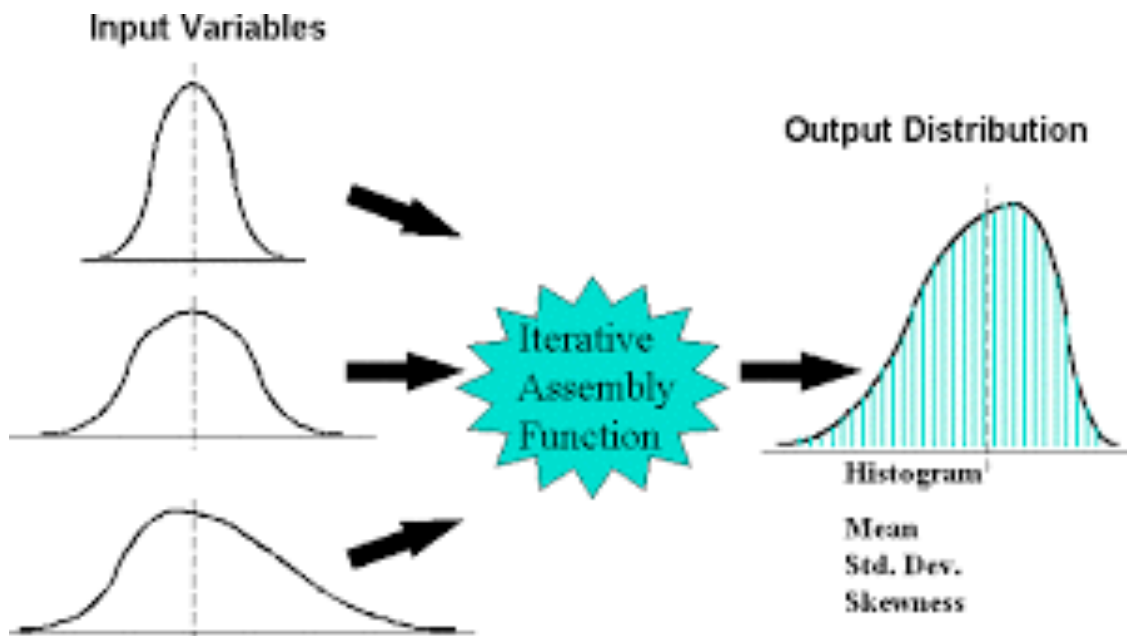 Input Variables
Output Distribution
Iterative
Assembly
Function
Histogram
Mean
Std. Dev.
Skewness